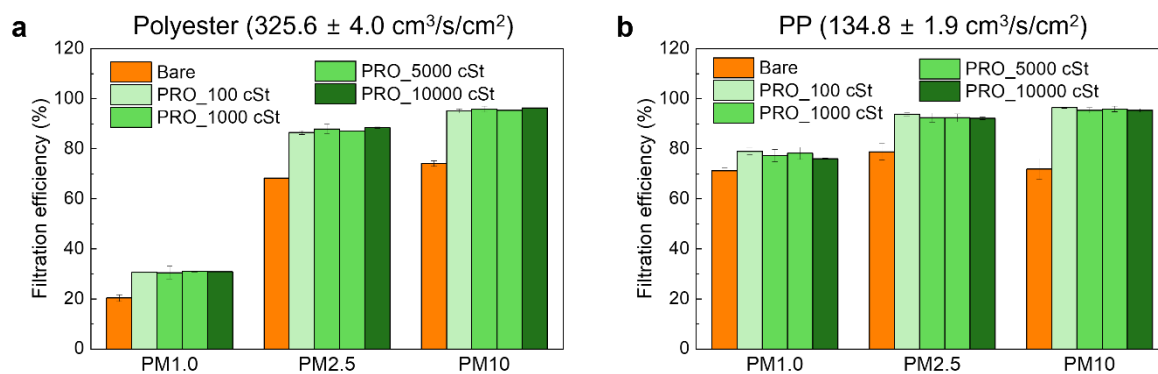 a
Polyester (325.6 ± 4.0 cm³/s/cm²)
Filtration efficiency (%)
120
100
80
60
40
20
0
Bare
PRO_100 cSt
PRO_1000 cSt
PRO_5000 cSt
PRO_10000 cSt
PM1.0
PM2.5
PM10
b
PP (134.8 ± 1.9 cm³/s/cm²)
Filtration efficiency (%)
120
100
80
60
40
20
0
Bare
PRO_100 cSt
PRO_1000 cSt
PRO_5000 cSt
PRO_10000 cSt
PM1.0
PM2.5
PM10